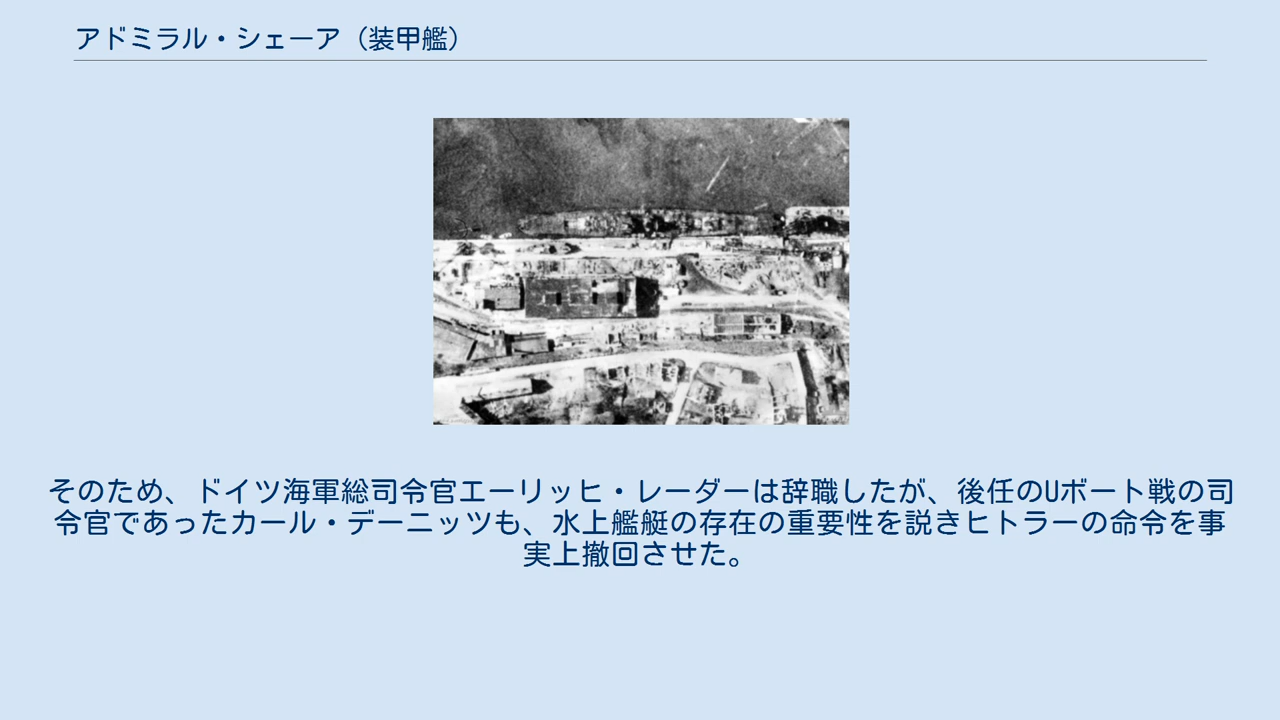 アドミラル・シェーア（装甲艦）
そのため、ドイツ海軍総司令官エーリッヒ・レーダーは辞職したが、後任のUボート戦の司
令官であったカール・デーニッツも、水上艦艇の存在の重要性を説きヒトラーの命令を事
実上撤回させた。